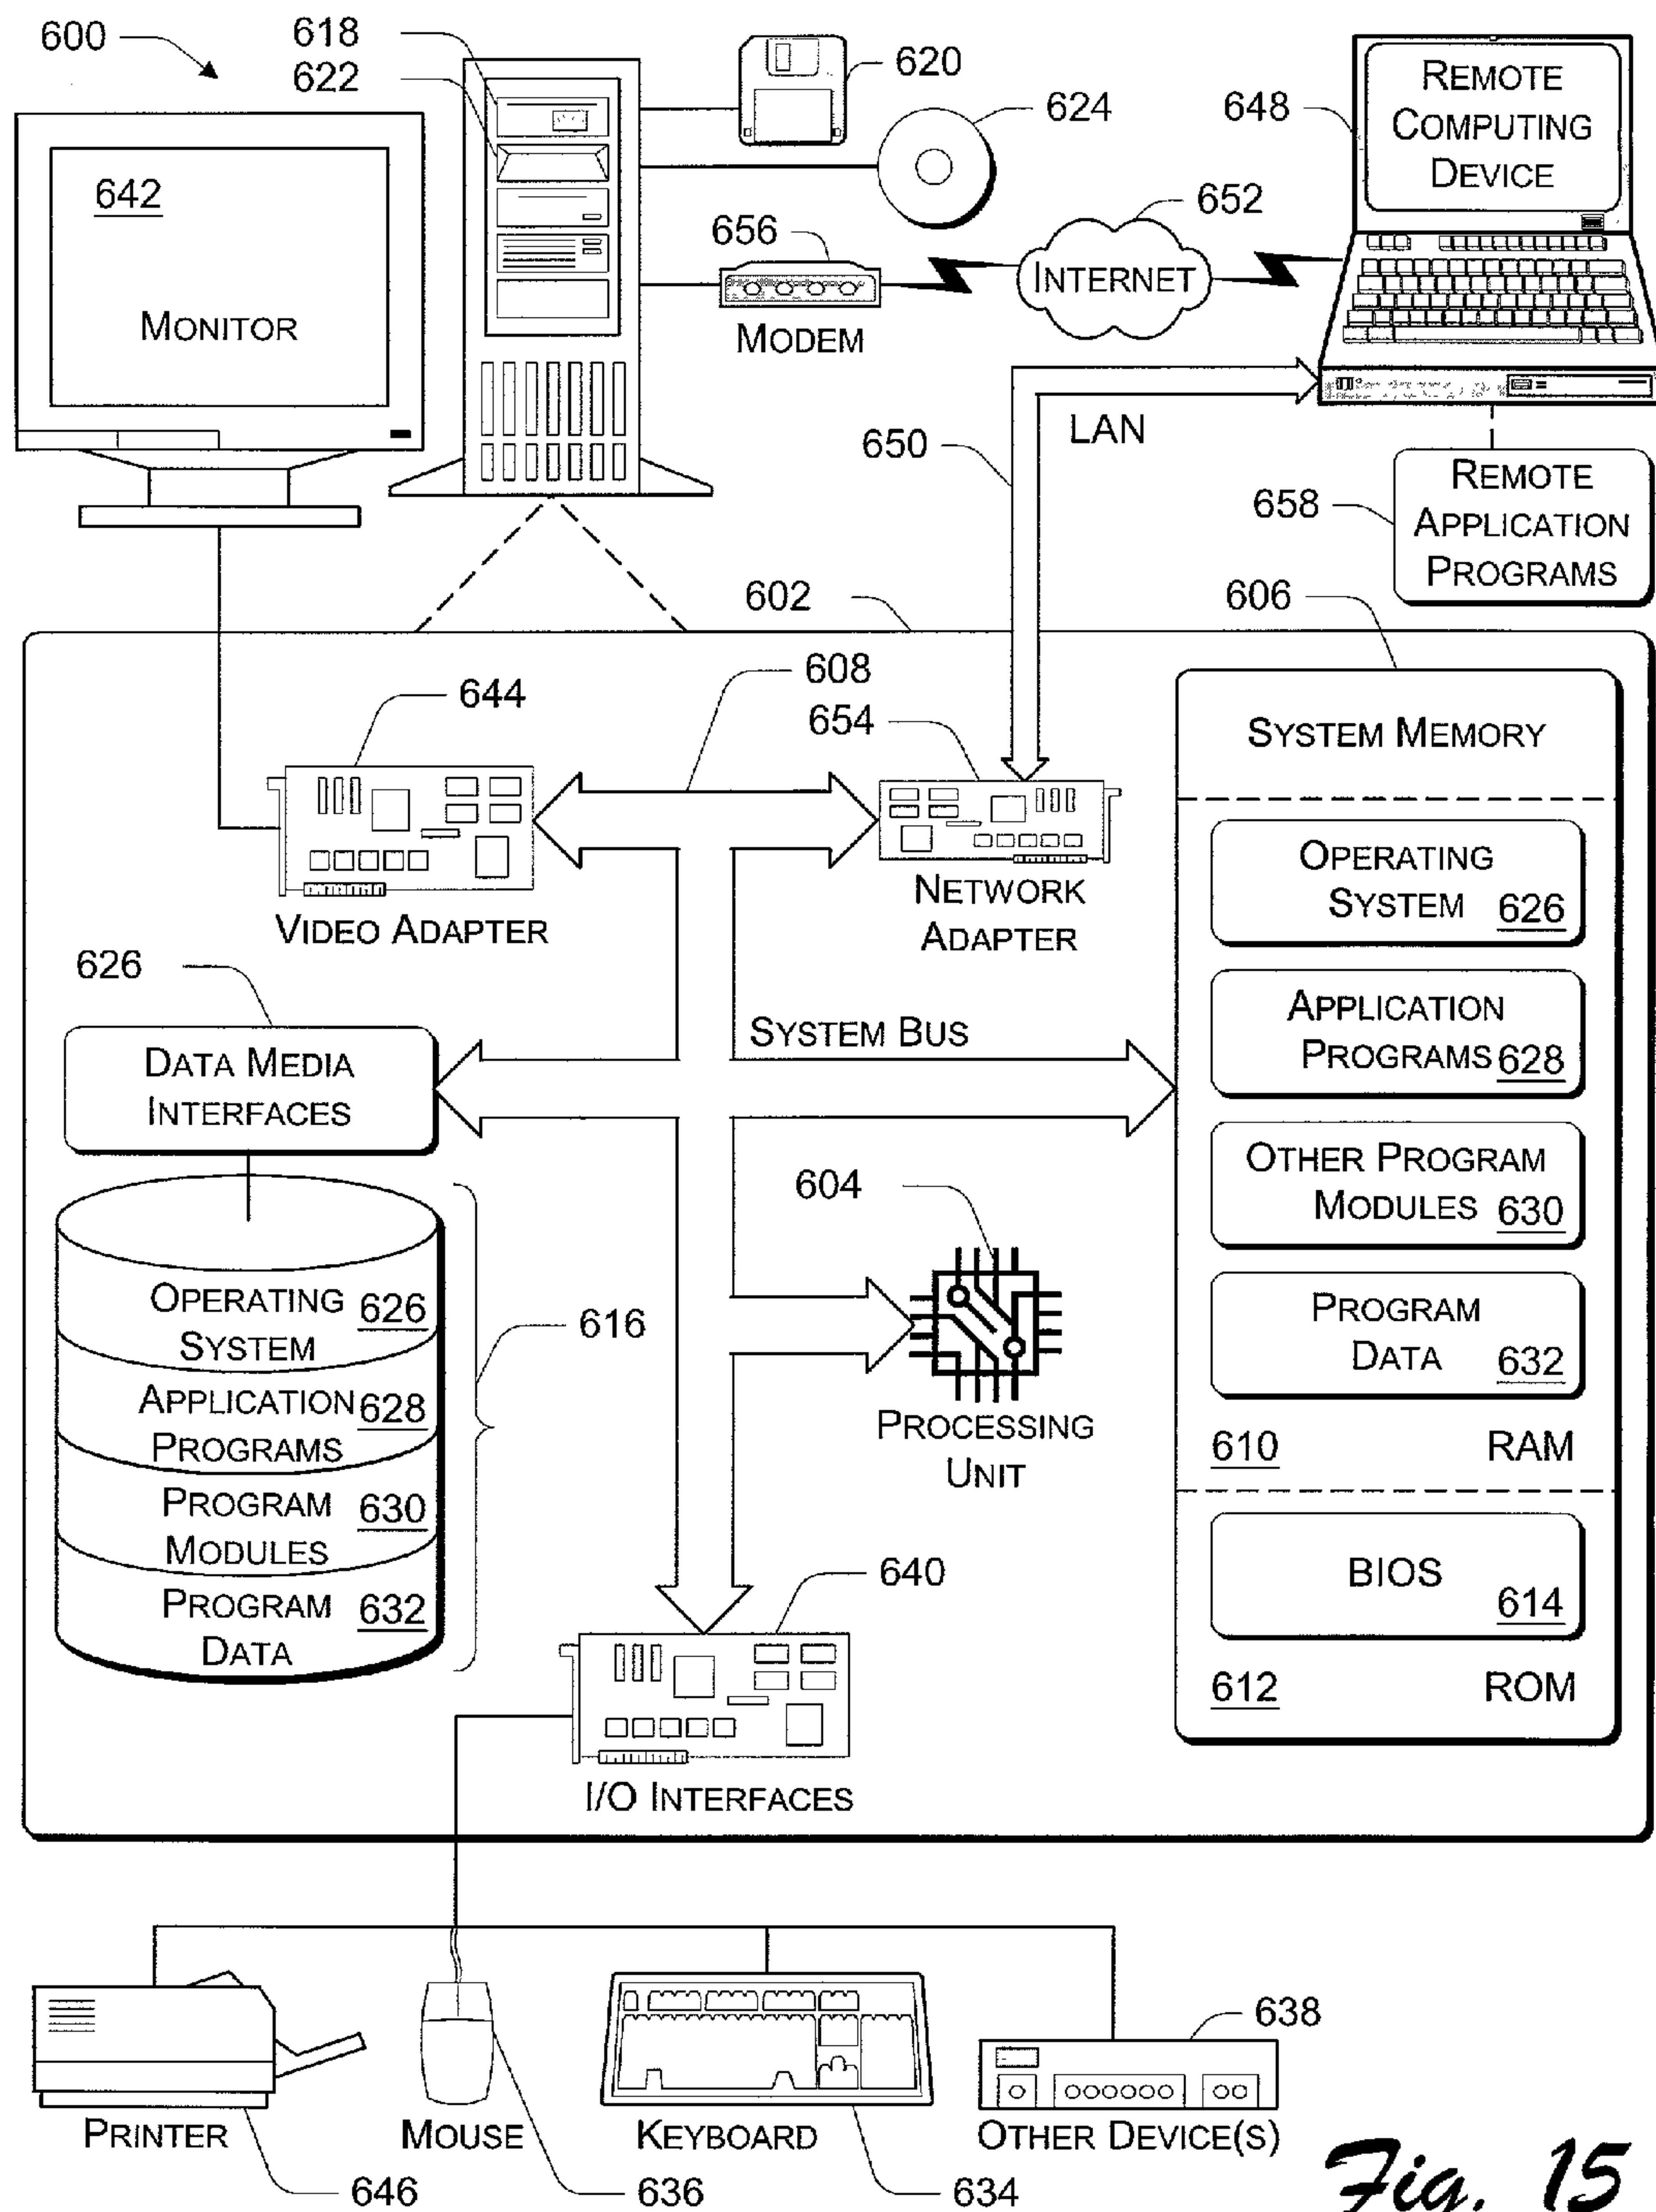 600
618
622
620
624
648
REMOTE
COMPUTING
DEVICE
642
MONITOR
656
MODEM
652
INTERNET
650
LAN
658
REMOTE
APPLICATION
PROGRAMS
602
606
644
608
654
VIDEO ADAPTER
NETWORK
ADAPTER
SYSTEM MEMORY
OPERATING
SYSTEM 626
APPLICATION
PROGRAMS 628
OTHER PROGRAM
MODULES 630
PROGRAM
DATA 632
610 RAM
BIOS
614
612 ROM
626
DATA MEDIA
INTERFACES
SYSTEM BUS
604
PROCESSING
UNIT
OPERATING 626
SYSTEM
APPLICATION 628
PROGRAMS
PROGRAM 630
MODULES
PROGRAM 632
DATA
616
640
I/O INTERFACES
PRINTER
646
MOUSE
636
KEYBOARD
634
638
OTHER DEVICE(S)
Fig. 15